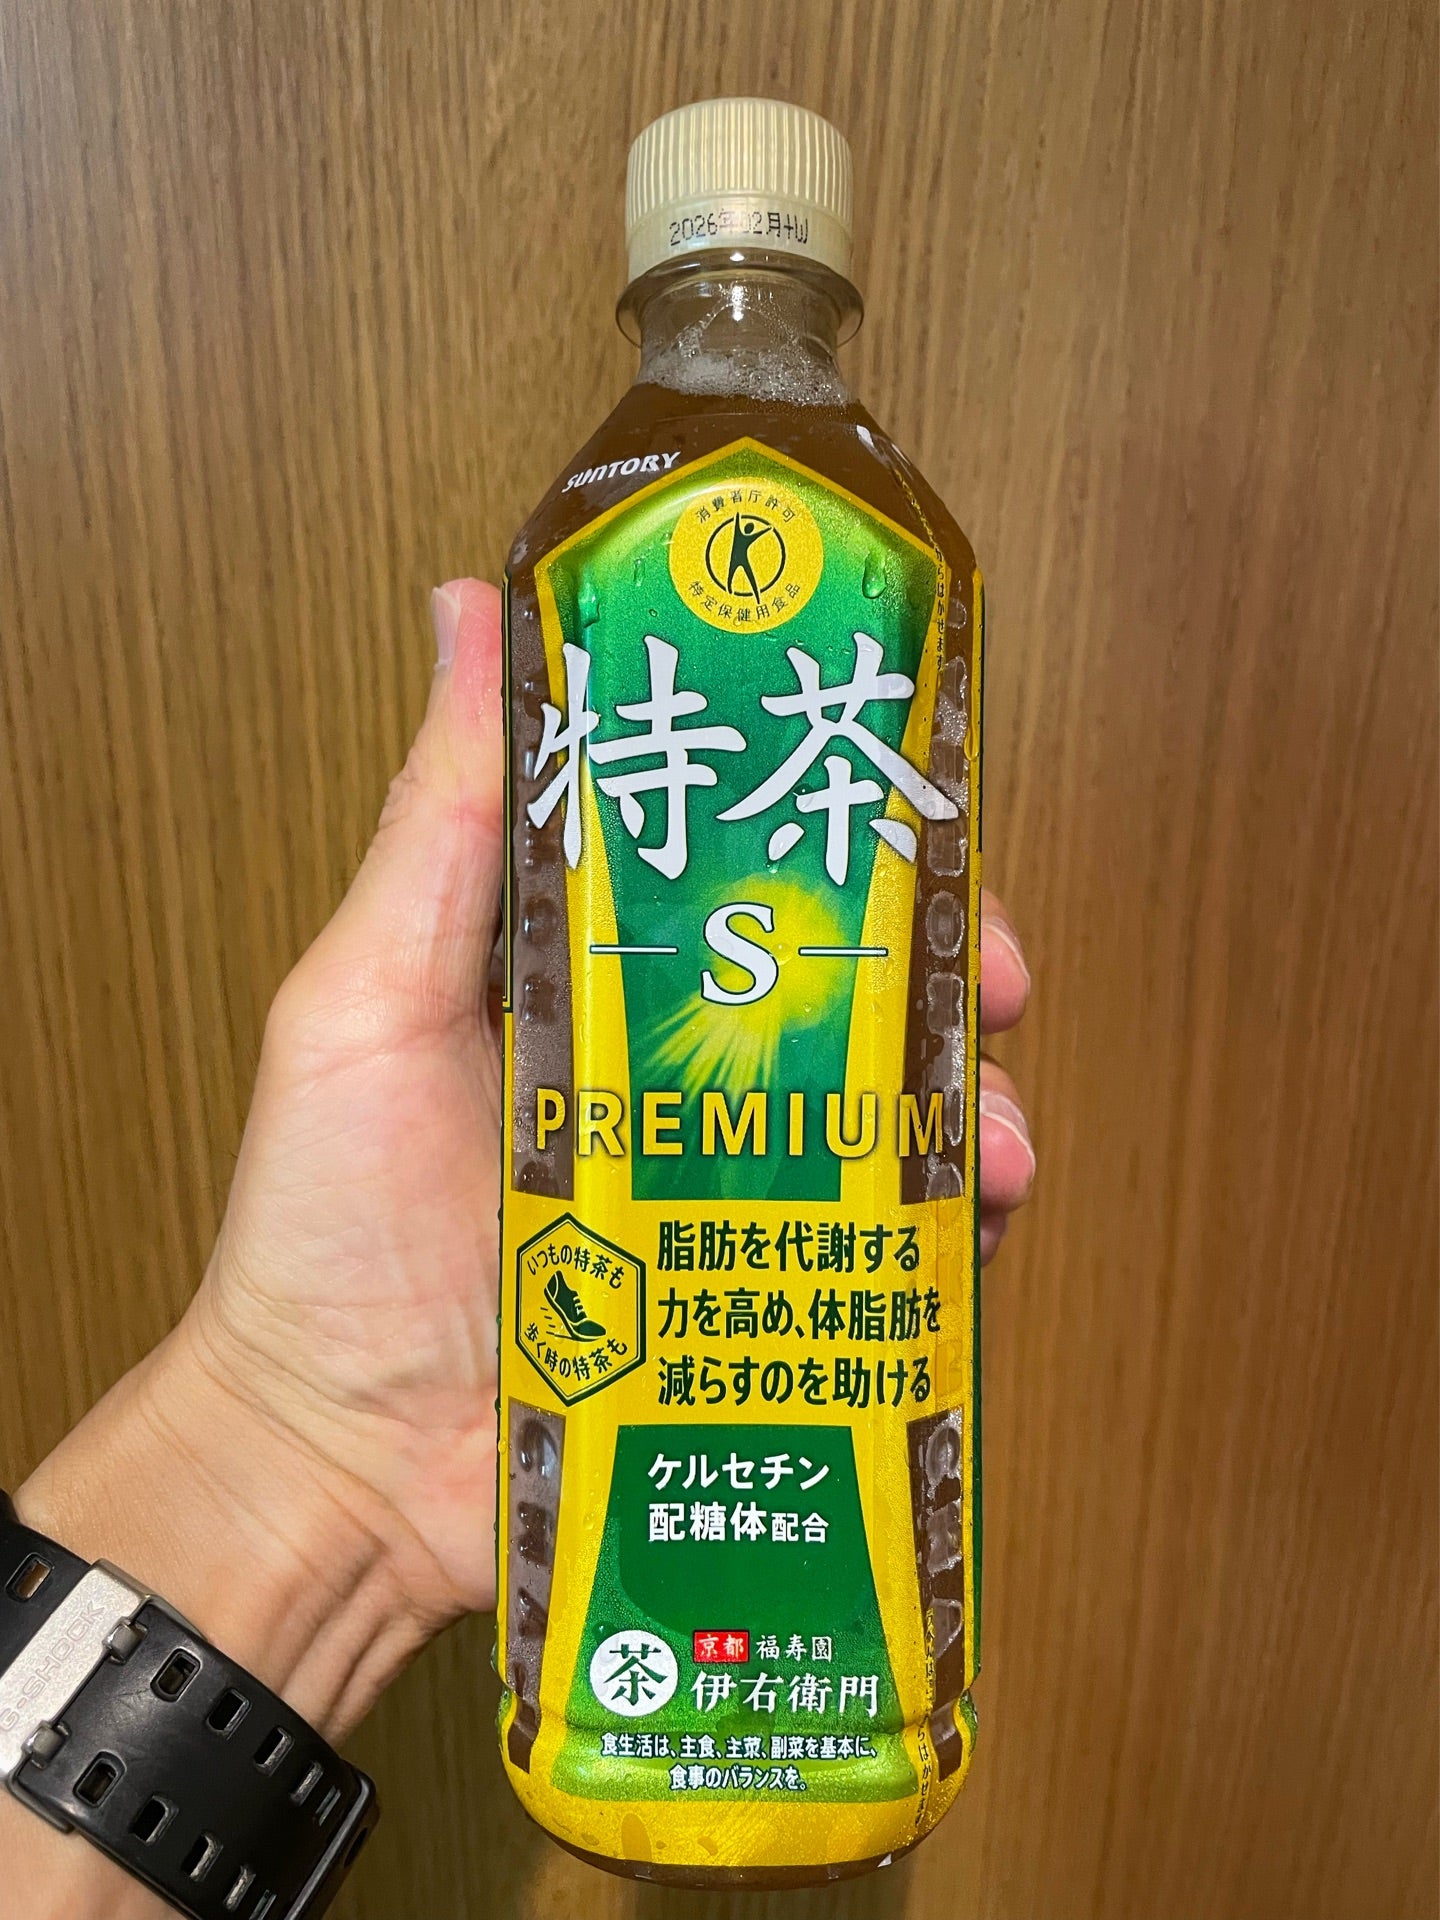 2026年02月+W
SUNTORY
消費省庁許可
特定保健用食品
特茶
S
PREMIUM
いつもの特茶も
歩く時の特茶も
脂肪を代謝する
力を高め、体脂肪を
減らすのを助ける
ケルセチン
配糖体配合
茶
京都 福寿園
伊右衛門
食生活は、主食、主菜、副菜を基本に、
食事のバランスを。
G-SHOCK